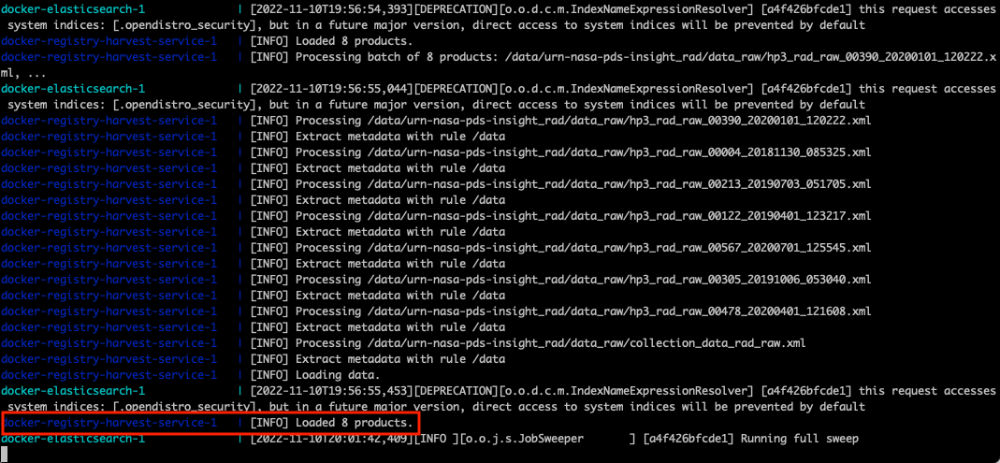 docker-elasticsearch-1 | [2022-11-10T19:56:54,393][DEPRECATION][o.o.d.c.m.IndexNameExpressionResolver] [a4f426bfcde1] this request accesses
system indices: [.opendistro_security], but in a future major version, direct access to system indices will be prevented by default
docker-registry-harvest-service-1 | [INFO] Loaded 8 products.
docker-registry-harvest-service-1 | [INFO] Processing batch of 8 products: /data/urn-nasa-pds-insight_rad/data_raw/hp3_rad_raw_00390_20200101_120222.x
ml, ...
docker-elasticsearch-1 | [2022-11-10T19:56:55,044][DEPRECATION][o.o.d.c.m.IndexNameExpressionResolver] [a4f426bfcde1] this request accesses
system indices: [.opendistro_security], but in a future major version, direct access to system indices will be prevented by default
docker-registry-harvest-service-1 | [INFO] Processing /data/urn-nasa-pds-insight_rad/data_raw/hp3_rad_raw_00390_20200101_120222.xml
docker-registry-harvest-service-1 | [INFO] Extract metadata with rule /data
docker-registry-harvest-service-1 | [INFO] Processing /data/urn-nasa-pds-insight_rad/data_raw/hp3_rad_raw_00004_20181130_085325.xml
docker-registry-harvest-service-1 | [INFO] Extract metadata with rule /data
docker-registry-harvest-service-1 | [INFO] Processing /data/urn-nasa-pds-insight_rad/data_raw/hp3_rad_raw_00213_20190703_051705.xml
docker-registry-harvest-service-1 | [INFO] Extract metadata with rule /data
docker-registry-harvest-service-1 | [INFO] Processing /data/urn-nasa-pds-insight_rad/data_raw/hp3_rad_raw_00122_20190401_123217.xml
docker-registry-harvest-service-1 | [INFO] Extract metadata with rule /data
docker-registry-harvest-service-1 | [INFO] Processing /data/urn-nasa-pds-insight_rad/data_raw/hp3_rad_raw_00567_20200701_125545.xml
docker-registry-harvest-service-1 | [INFO] Extract metadata with rule /data
docker-registry-harvest-service-1 | [INFO] Processing /data/urn-nasa-pds-insight_rad/data_raw/hp3_rad_raw_00305_20191006_053040.xml
docker-registry-harvest-service-1 | [INFO] Extract metadata with rule /data
docker-registry-harvest-service-1 | [INFO] Processing /data/urn-nasa-pds-insight_rad/data_raw/hp3_rad_raw_00478_20200401_121608.xml
docker-registry-harvest-service-1 | [INFO] Extract metadata with rule /data
docker-registry-harvest-service-1 | [INFO] Processing /data/urn-nasa-pds-insight_rad/data_raw/collection_data_rad_raw.xml
docker-registry-harvest-service-1 | [INFO] Extract metadata with rule /data
docker-registry-harvest-service-1 | [INFO] Loading data.
docker-elasticsearch-1 | [2022-11-10T19:56:55,453][DEPRECATION][o.o.d.c.m.IndexNameExpressionResolver] [a4f426bfcde1] this request accesses
system indices: [.opendistro_security], but in a future major version, direct access to system indices will be prevented by default
docker-registry-harvest-service-1 | [INFO] Loaded 8 products.
docker-elasticsearch-1 | [2022-11-10T20:01:42,409][INFO ][o.o.j.s.JobSweeper ] [a4f426bfcde1] Running full sweep